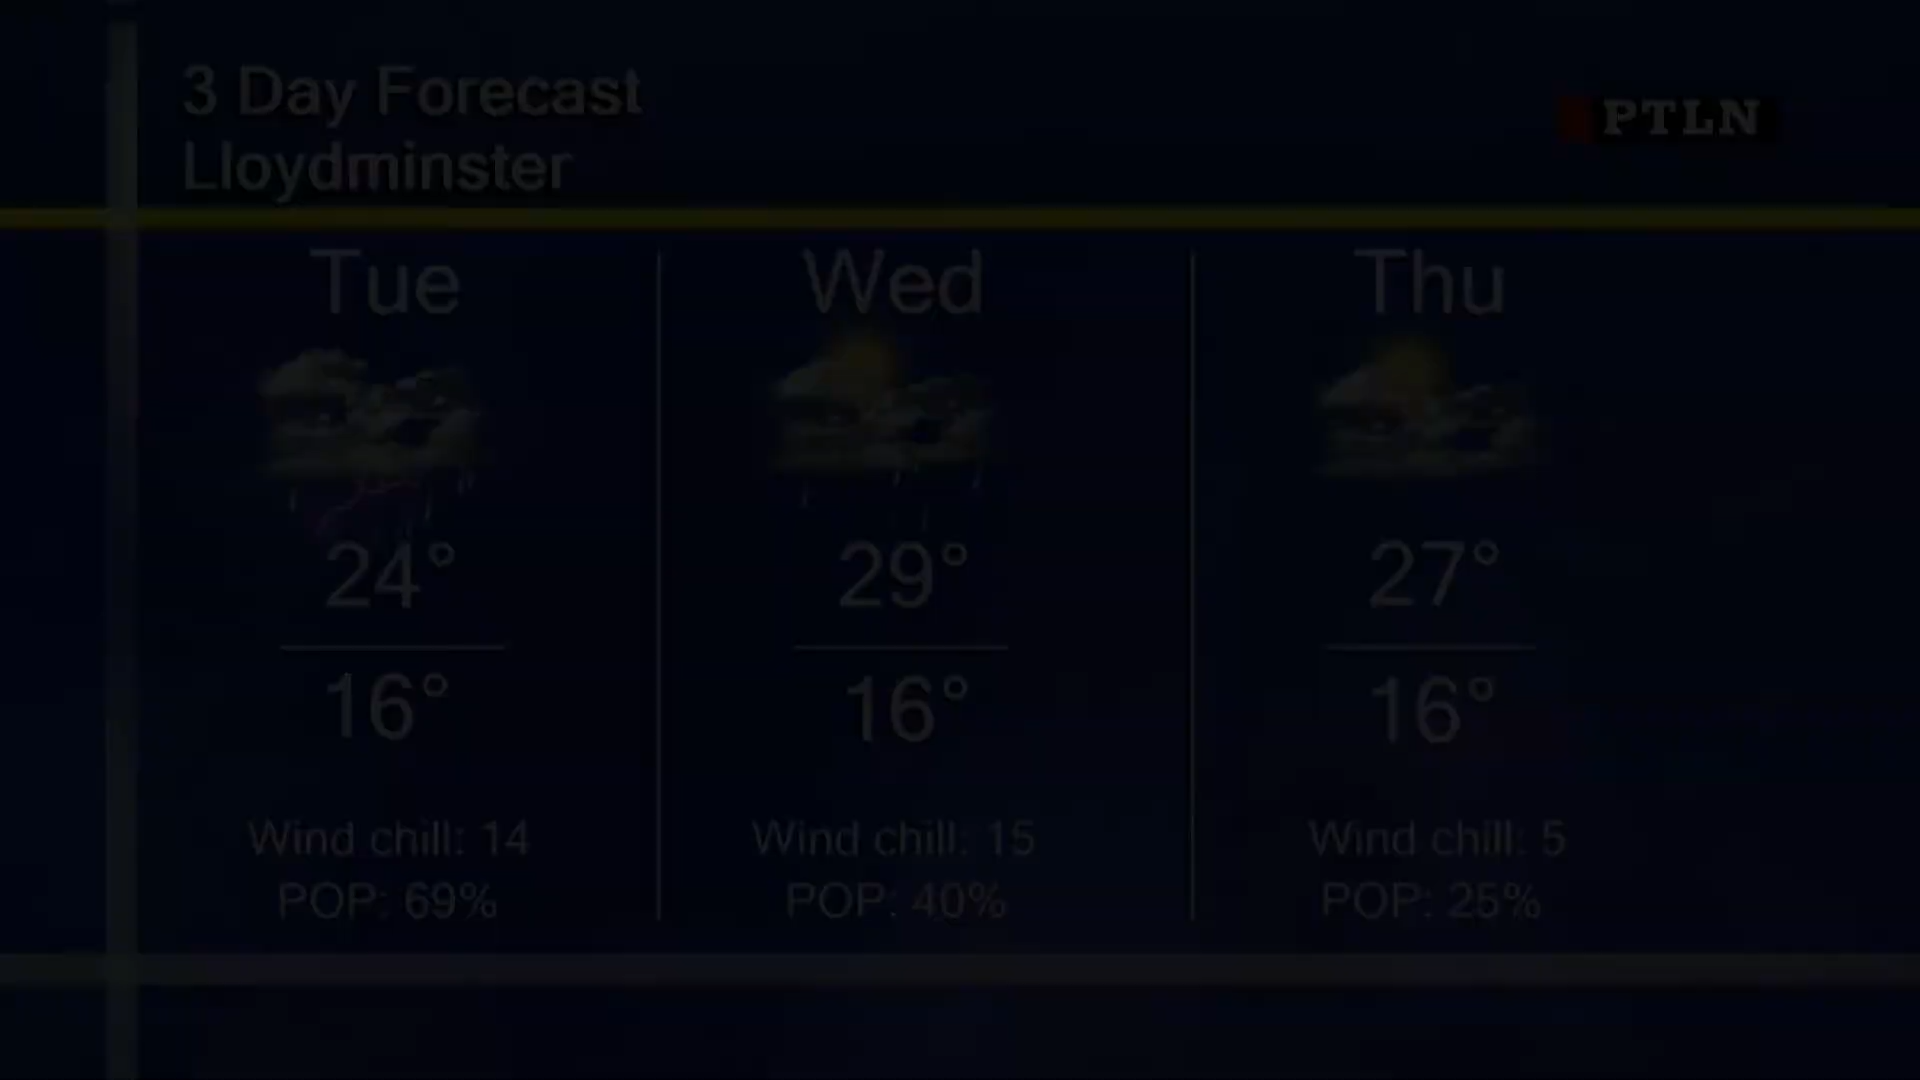 3 Day Forecast
Lloydminster
PTLN
Tue
Wed
Thu
24°
29°
27°
16°
16°
16°
Wind chill: 14
Wind chill: 15
Wind chill: 5
POP: 69%
POP: 40%
POP: 25%